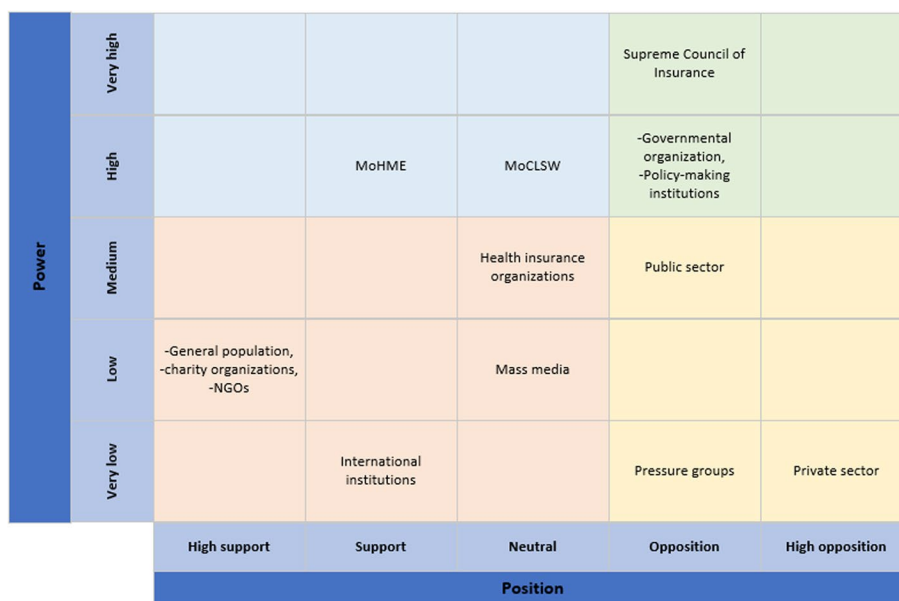 Power
Very high
Supreme Council of
Insurance
High
MoHME
MoCLSW
-Governmental
organization,
-Policy-making
institutions
Medium
Health insurance
organizations
Public sector
Low
-General population,
-charity organizations,
-NGOs
Mass media
Very low
International
institutions
Pressure groups
Private sector
High support
Support
Neutral
Opposition
High opposition
Position